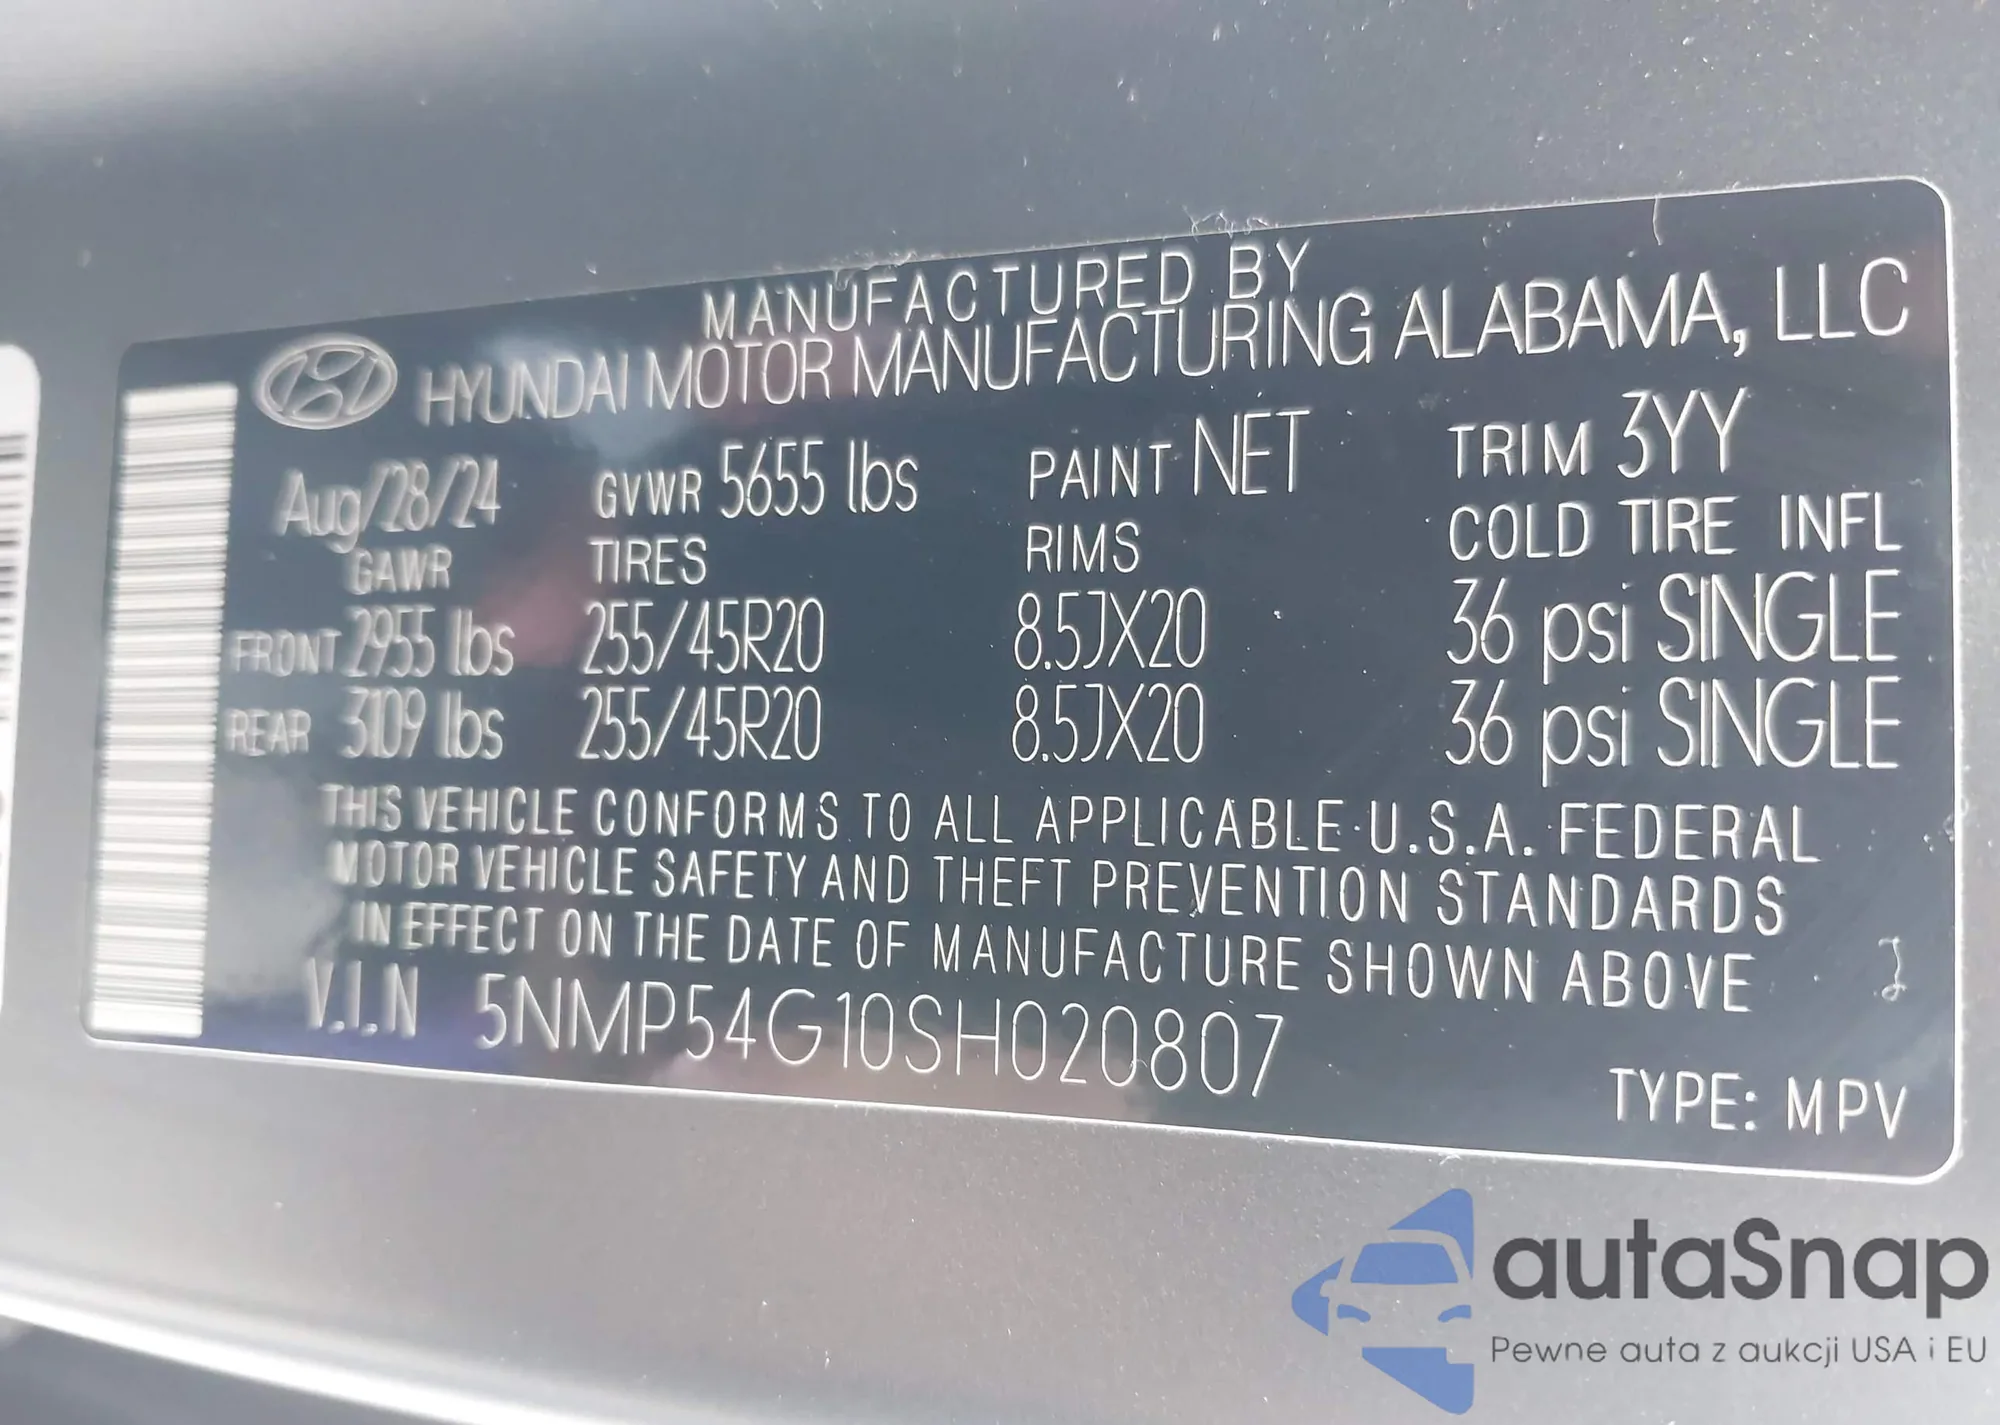 MANUFACTURED BY
HYUNDAI MOTOR MANUFACTURING ALABAMA, LLC
Aug/28/24 GVWR 5655 lbs PAINT NET TRIM 3YY
GAWR TIRES RIMS COLD TIRE INFL
FRONT 2955 lbs 255/45R20 8.5JX20 36 psi SINGLE
REAR 3109 lbs 255/45R20 8.5JX20 36 psi SINGLE
THIS VEHICLE CONFORMS TO ALL APPLICABLE U.S.A. FEDERAL
MOTOR VEHICLE SAFETY AND THEFT PREVENTION STANDARDS
IN EFFECT ON THE DATE OF MANUFACTURE SHOWN ABOVE
V.I.N 5NMP54G10SH020807
TYPE: MPV
autaSnap
Pewne auta z aukcji USA i EU